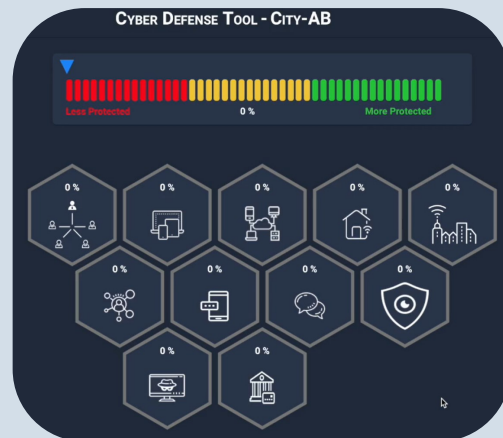 Cyber Defense Tool - City-AB
Less Protected 0 % More Protected
0 % 0 % 0 % 0 % 0 %
0 % 0 % 0 % 0 %
0 % 0 %